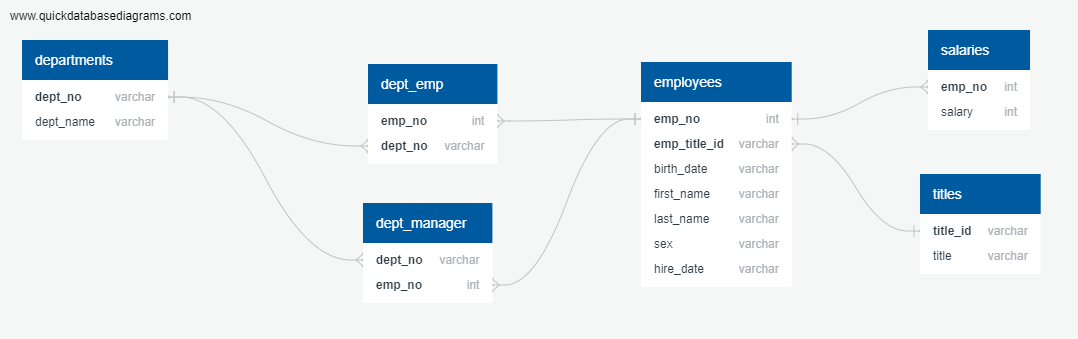 www.quickdatabasediagrams.com
departments
dept_no varchar
dept_name varchar
dept_emp
emp_no int
dept_no varchar
dept_manager
dept_no varchar
emp_no int
employees
emp_no int
emp_title_id varchar
birth_date varchar
first_name varchar
last_name varchar
sex varchar
hire_date varchar
salaries
emp_no int
salary int
titles
title_id varchar
title varchar